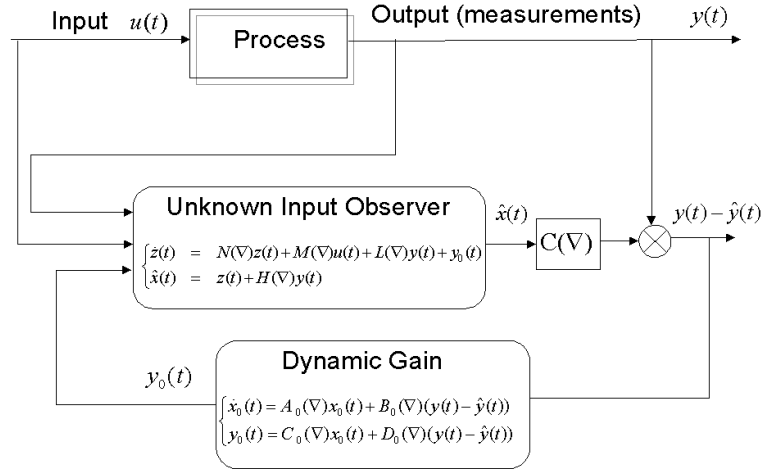 Input u(t)
Process
Output (measurements)
y(t)
Unknown Input Observer
ż(t) = N(∇)z(t)+M(∇)u(t)+L(∇)y(t)+y₀(t)
x̂(t) = z(t)+H(∇)y(t)
x̂(t)
C(∇)
y(t)−ŷ(t)
Dynamic Gain
y₀(t)
ẋ₀(t)=A₀(∇)x₀(t)+B₀(∇)(y(t)−ŷ(t))
y₀(t)=C₀(∇)x₀(t)+D₀(∇)(y(t)−ŷ(t))